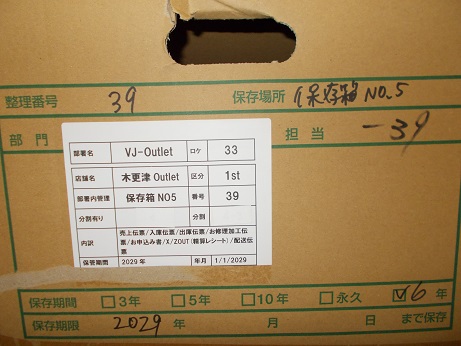 整理番号 39 保存場所 保存箱 NO.5
部門 担当 -39
部署名 VJ-Outlet ロケ 33
店舗名 木更津 Outlet 区分 1st
部署内管理 保存箱 NO5 番号 39
分割有り 分割
内訳 売上伝票/入庫伝票/出庫伝票/お修理加工伝
票/お申込み書/X/ZOUT(精算レシート)/配送伝
票
保管期間 2029 年 年月 1/1/2029
保存期間 □3年 □5年 □10年 □永久 ☑6年
保存期限 2029 年 月 日 まで保存